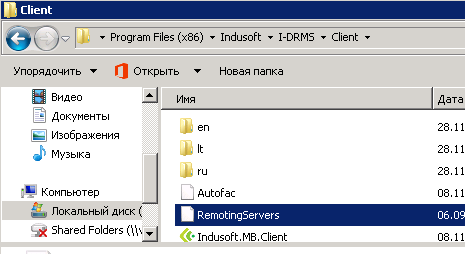 Client
Program Files (x86) Indusoft I-DRMS Client
Упорядочить Открыть Новая папка
Видео
Документы
Изображения
Музыка
Компьютер
Локальный диск (
Shared Folders (\\v
Имя Дата
en 28.11
lt 28.11
ru 28.11
Autofac 08.11
RemotingServers 06.09
Indusoft.MB.Client 08.11